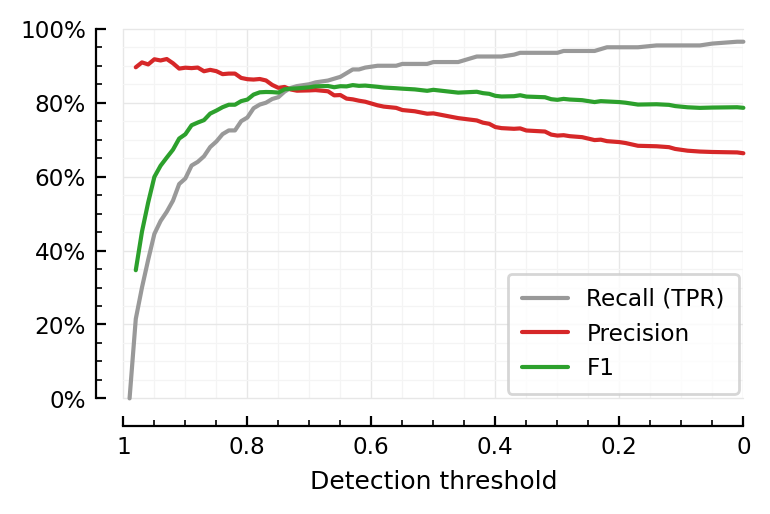 100%
80%
60%
40%
20%
0%
Recall (TPR)
Precision
F1
1 0.8 0.6 0.4 0.2 0
Detection threshold